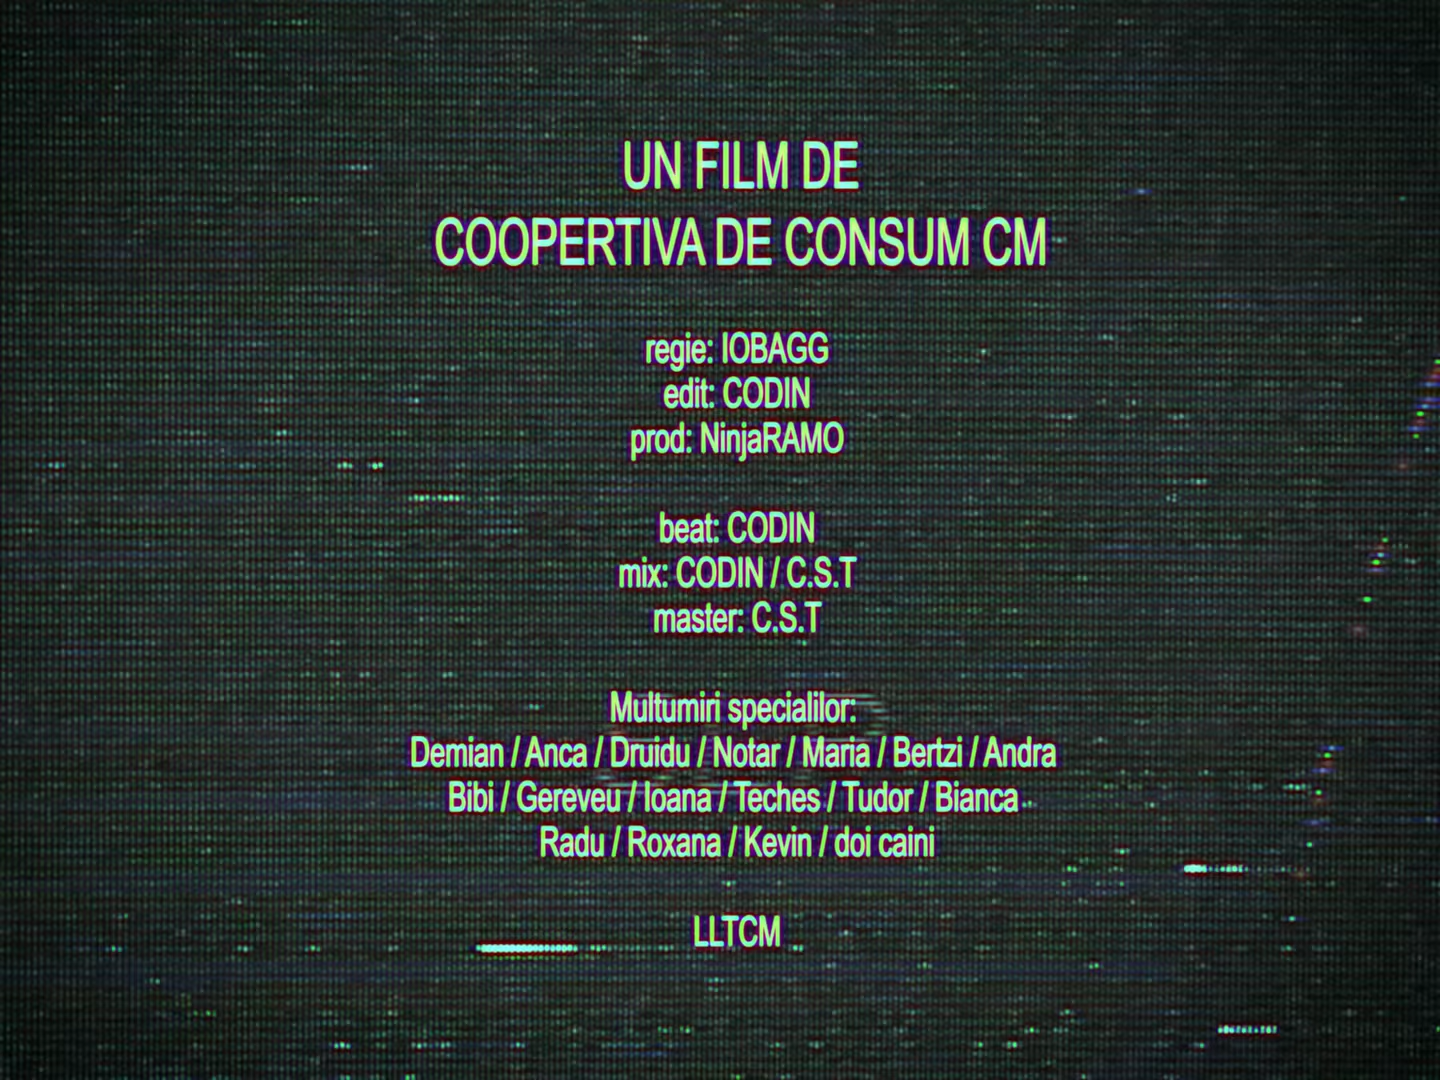 UN FILM DE
COOPERTIVA DE CONSUM CM
regie: IOBAGG
edit: CODIN
prod: NinjaRAMO
beat: CODIN
mix: CODIN / C.S.T
master: C.S.T
Multumiri specialilor:
Demian / Anca / Druidu / Notar / Maria / Bertzi / Andra
Bibi / Gereveu / Ioana / Teches / Tudor / Bianca
Radu / Roxana / Kevin / doi caini
LLTCM